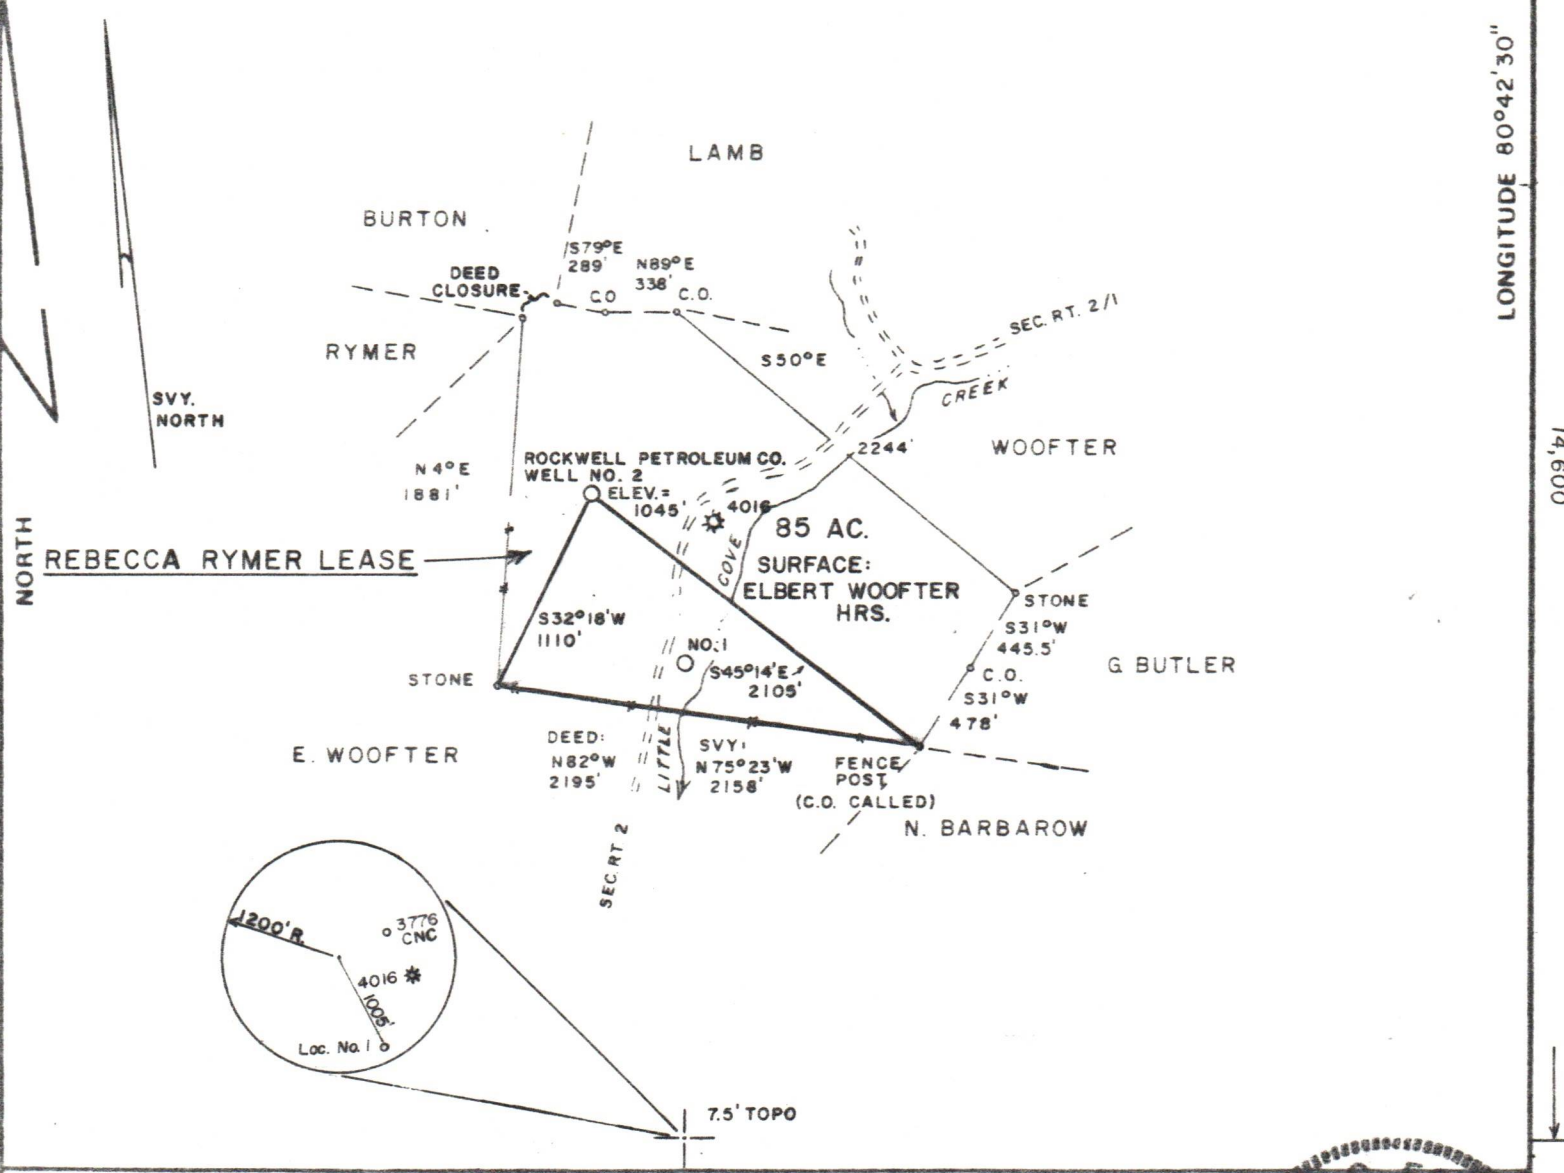 LONGITUDE 80°42'30"
LAMB
BURTON
S79°E
289'
N89°E
338'
DEED
CLOSURE
C.O
C.O.
SEC. RT. 2/1
RYMER
S50°E
CREEK
SVY.
NORTH
2244'
WOOFTER
N4°E
1881'
ROCKWELL PETROLEUM CO.
WELL NO. 2
ELEV.=
1045'
4016
85 AC.
14,600
NORTH
REBECCA RYMER LEASE
COVE
SURFACE:
ELBERT WOOFTER
HRS.
STONE
S32°18'W
1110'
S31°W
445.5'
NO. 1
G BUTLER
STONE
S45°14'E
2105'
C.O.
S31°W
478'
E. WOOFTER
DEED:
N82°W
2195'
LITTLE
SVY:
N75°23'W
2158'
FENCE
POST
(C.O. CALLED)
N. BARBAROW
SEC. RT 2
1200' R.
3776
CNC
4016
1005'
Loc. No. 1
7.5' TOPO